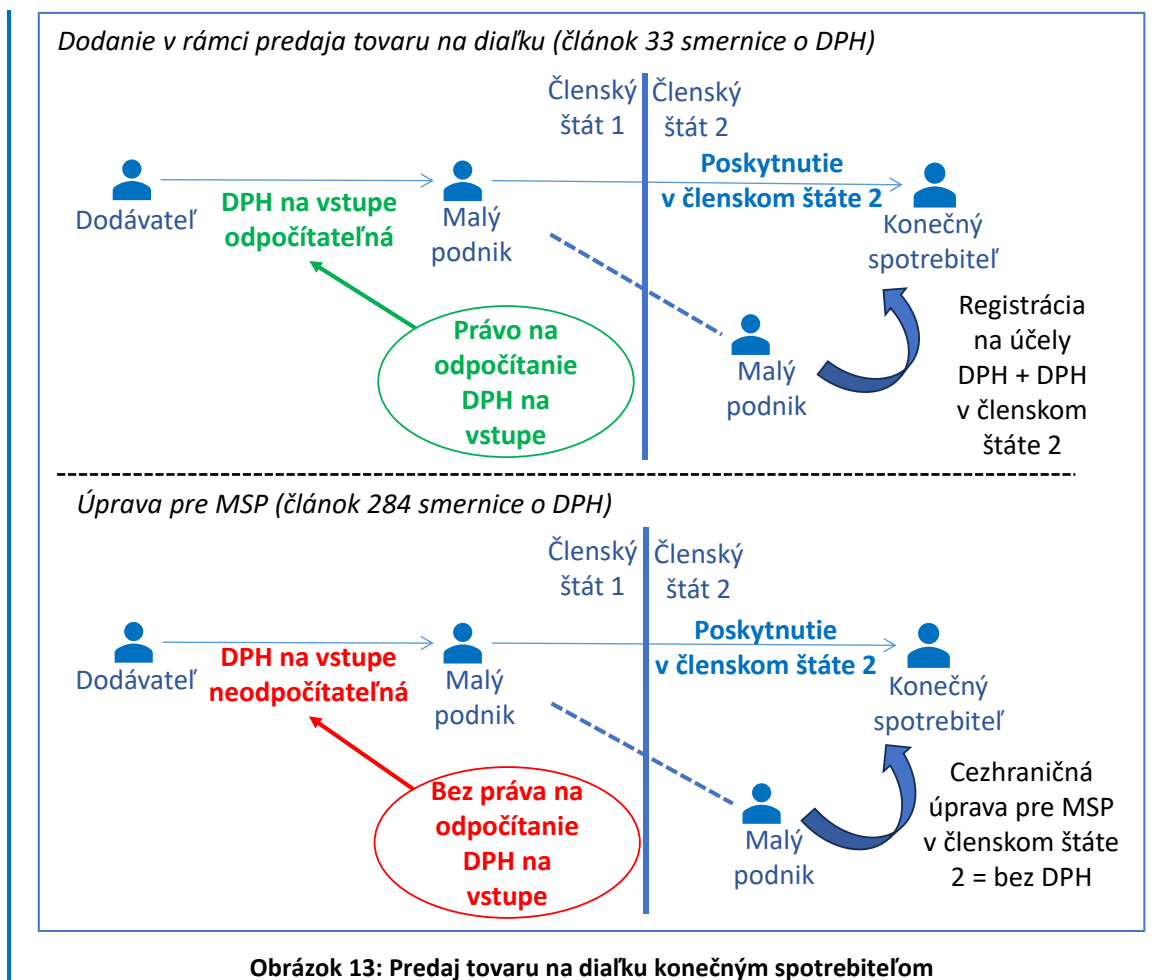 Dodanie v rámci predaja tovaru na diaľku (článok 33 smernice o DPH)
Členský
štát 1
Členský
štát 2
Dodávateľ
DPH na vstupe
odpočítateľná
Malý
podnik
Poskytnutie
v členskom štáte 2
Konečný
spotrebiteľ
Právo na
odpočítanie
DPH na
vstupe
Malý
podnik
Registrácia
na účely
DPH + DPH
v členskom
štáte 2
Úprava pre MSP (článok 284 smernice o DPH)
Členský
štát 1
Členský
štát 2
Dodávateľ
DPH na vstupe
neodpočítateľná
Malý
podnik
Poskytnutie
v členskom štáte 2
Konečný
spotrebiteľ
Bez práva na
odpočítanie
DPH na
vstupe
Malý
podnik
Cezhraničná
úprava pre MSP
v členskom štáte
2 = bez DPH
Obrázok 13: Predaj tovaru na diaľku konečným spotrebiteľom